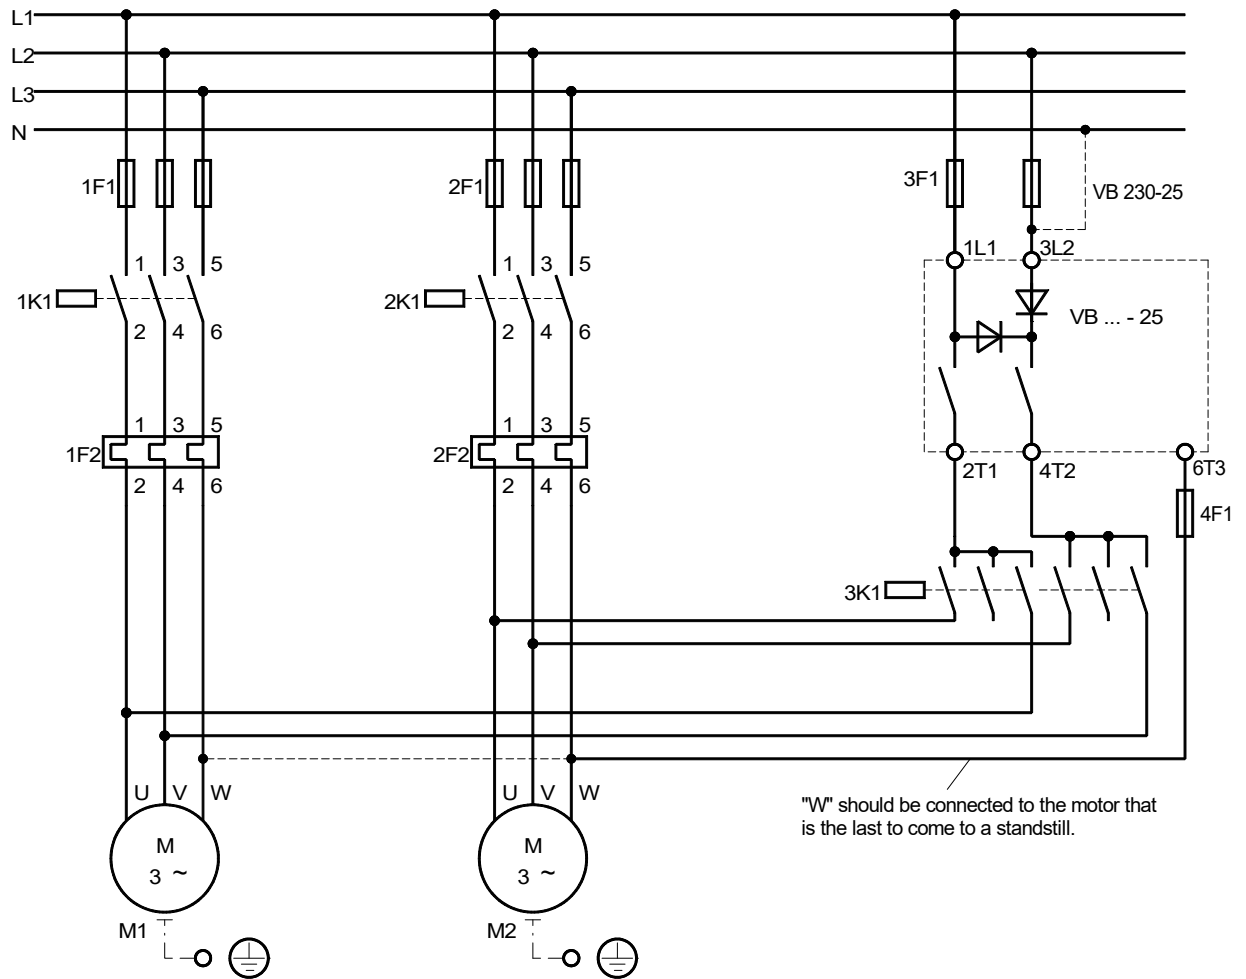 L1
L2
L3
N
1F1
2F1
3F1
VB 230-25
1L1 3L2
1 3 5
1 3 5
1K1
2K1
VB ... - 25
2 4 6
2 4 6
1 3 5
1 3 5
1F2
2F2
2T1 4T2 6T3
2 4 6
2 4 6
4F1
3K1
U V W
U V W
"W" should be connected to the motor that
is the last to come to a standstill.
M
3 ~
M
3 ~
M1
M2